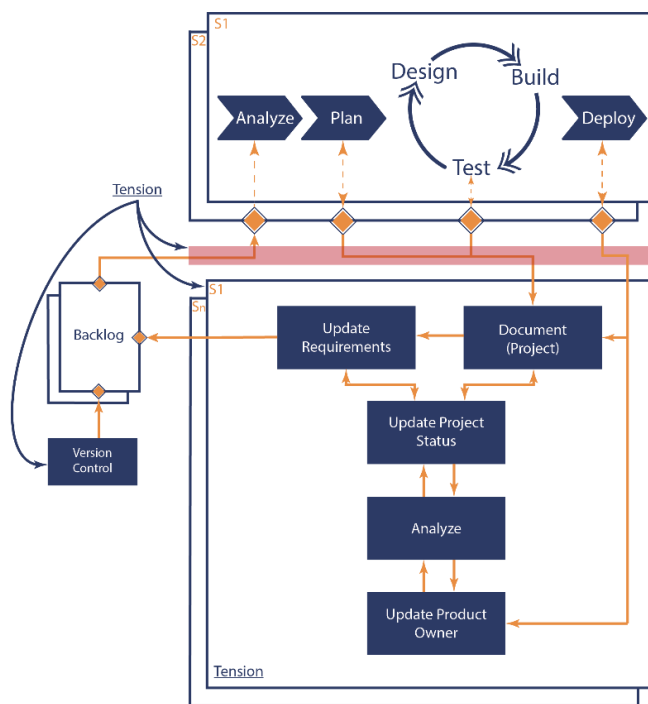 S1
S2
Design
Build
Analyze
Plan
Deploy
Test
Tension
S1
Sn
Backlog
Update
Requirements
Document
(Project)
Update Project
Status
Version
Control
Analyze
Update Product
Owner
Tension